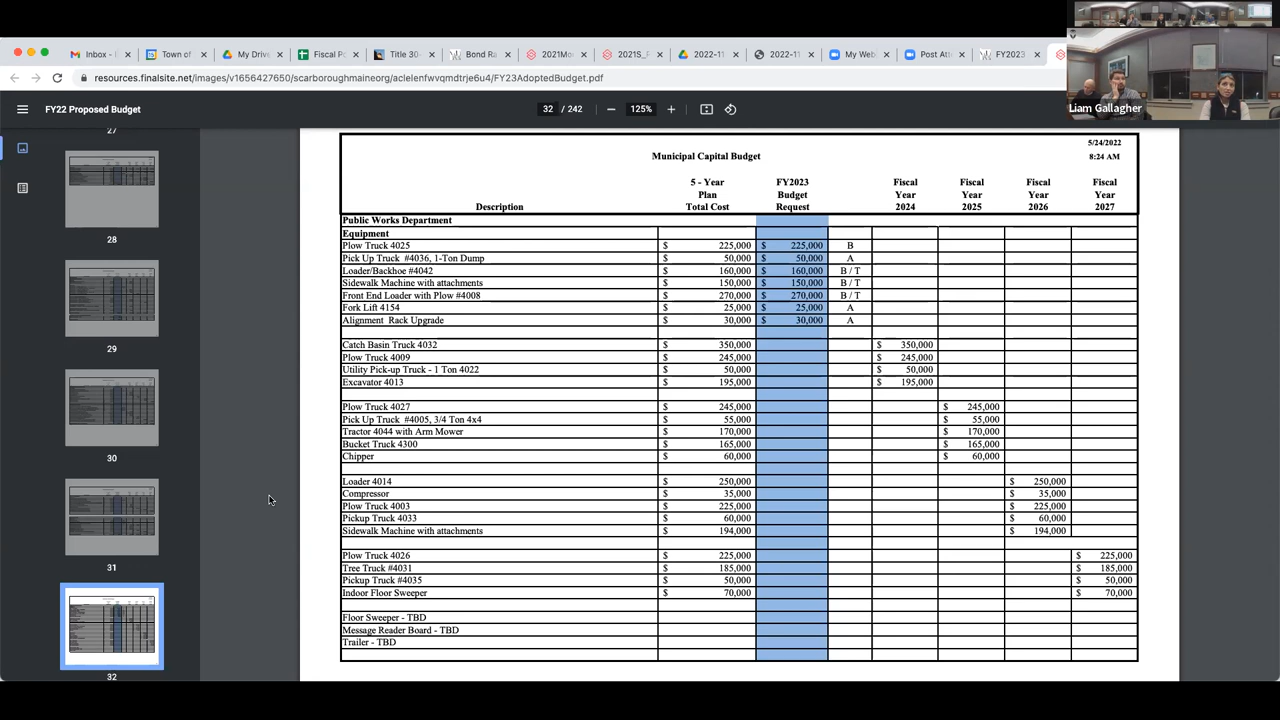 Inbox - (
Town of
My Drive
Fiscal Po
Title 30-
Bond Ra
2021Mos
2021S_F
2022-11
2022-11
My Web
Post Att
FY2023
resources.finalsite.net/images/v1656427650/scarboroughmaineorg/aclelenfwvqmdtrje6u4/FY23AdoptedBudget.pdf
Liam Gallagher
FY22 Proposed Budget
32 / 242
125%
27
28
29
30
31
32
5/24/2022
Municipal Capital Budget 8:24 AM
5 - Year FY2023 Fiscal Fiscal Fiscal Fiscal
Plan Budget Year Year Year Year
Description Total Cost Request 2024 2025 2026 2027
Public Works Department
Equipment
Plow Truck 4025 $ 225,000 $ 225,000 B
Pick Up Truck #4036, 1-Ton Dump $ 50,000 $ 50,000 A
Loader/Backhoe #4042 $ 160,000 $ 160,000 B / T
Sidewalk Machine with attachments $ 150,000 $ 150,000 B / T
Front End Loader with Plow #4008 $ 270,000 $ 270,000 B / T
Fork Lift 4154 $ 25,000 $ 25,000 A
Alignment Rack Upgrade $ 30,000 $ 30,000 A
Catch Basin Truck 4032 $ 350,000 $ 350,000
Plow Truck 4009 $ 245,000 $ 245,000
Utility Pick-up Truck - 1 Ton 4022 $ 50,000 $ 50,000
Excavator 4013 $ 195,000 $ 195,000
Plow Truck 4027 $ 245,000 $ 245,000
Pick Up Truck #4005, 3/4 Ton 4x4 $ 55,000 $ 55,000
Tractor 4044 with Arm Mower $ 170,000 $ 170,000
Bucket Truck 4300 $ 165,000 $ 165,000
Chipper $ 60,000 $ 60,000
Loader 4014 $ 250,000 $ 250,000
Compressor $ 35,000 $ 35,000
Plow Truck 4003 $ 225,000 $ 225,000
Pickup Truck 4033 $ 60,000 $ 60,000
Sidewalk Machine with attachments $ 194,000 $ 194,000
Plow Truck 4026 $ 225,000 $ 225,000
Tree Truck #4031 $ 185,000 $ 185,000
Pickup Truck #4035 $ 50,000 $ 50,000
Indoor Floor Sweeper $ 70,000 $ 70,000
Floor Sweeper - TBD
Message Reader Board - TBD
Trailer - TBD